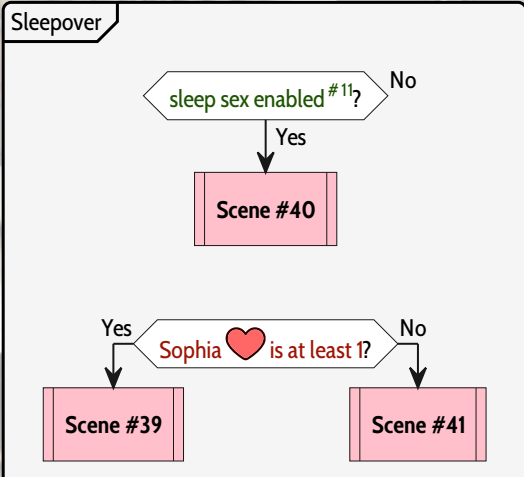 Sleepover
No
sleep sex enabled #11?
Yes
Scene #40
Yes
No
Sophia ❤ is at least 1?
Scene #39
Scene #41